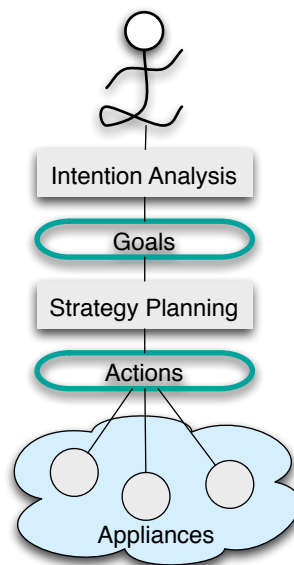 Intention Analysis
Goals
Strategy Planning
Actions
Appliances